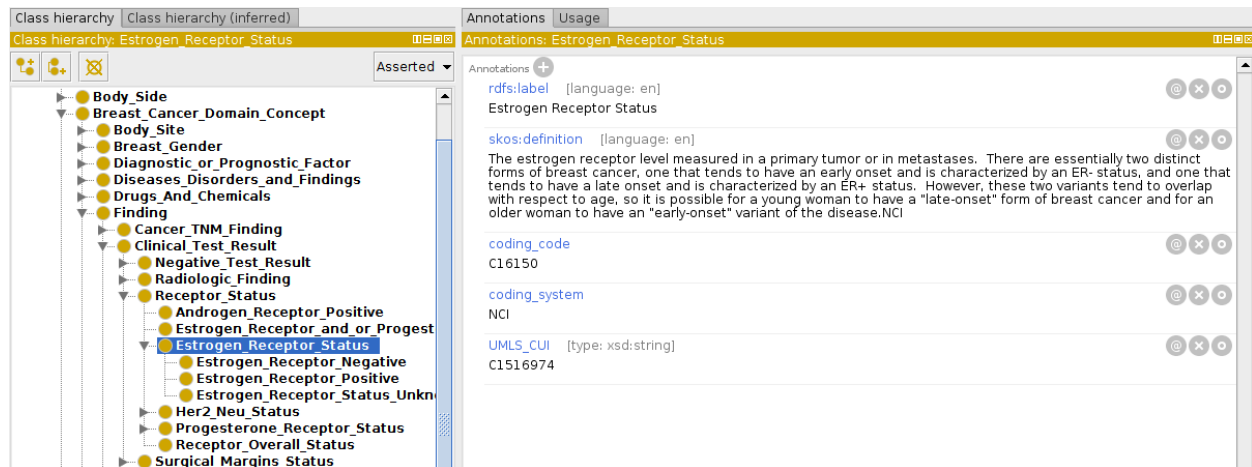 Class hierarchy Class hierarchy (inferred)
Class hierarchy: Estrogen_Receptor_Status
Asserted
Body_Side
Breast_Cancer_Domain_Concept
Body_Site
Breast_Gender
Diagnostic_or_Prognostic_Factor
Diseases_Disorders_and_Findings
Drugs_And_Chemicals
Finding
Cancer_TNM_Finding
Clinical_Test_Result
Negative_Test_Result
Radiologic_Finding
Receptor_Status
Androgen_Receptor_Positive
Estrogen_Receptor_and_or_Progest
Estrogen_Receptor_Status
Estrogen_Receptor_Negative
Estrogen_Receptor_Positive
Estrogen_Receptor_Status_Unkn
Her2_Neu_Status
Progesterone_Receptor_Status
Receptor_Overall_Status
Surgical_Margins_Status
Annotations Usage
Annotations: Estrogen_Receptor_Status
Annotations
rdfs:label [language: en]
Estrogen Receptor Status
skos:definition [language: en]
The estrogen receptor level measured in a primary tumor or in metastases. There are essentially two distinct
forms of breast cancer, one that tends to have an early onset and is characterized by an ER- status, and one that
tends to have a late onset and is characterized by an ER+ status. However, these two variants tend to overlap
with respect to age, so it is possible for a young woman to have a "late-onset" form of breast cancer and for an
older woman to have an "early-onset" variant of the disease.NCI
coding_code
C16150
coding_system
NCI
UMLS_CUI [type: xsd:string]
C1516974